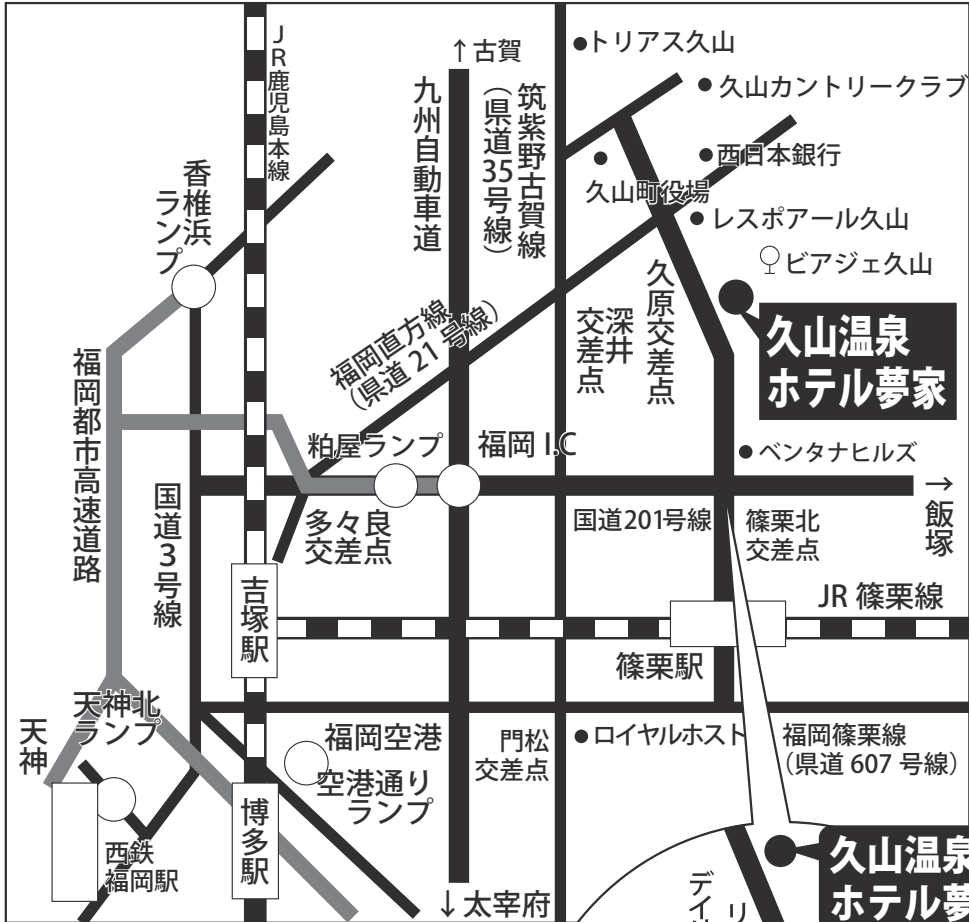 JR鹿児島本線
↑古賀
九州自動車道
筑紫野古賀線
（県道35号線）
トリアス久山
久山カントリークラブ
西日本銀行
久山町役場
レスポアール久山
ビアジェ久山
香椎浜
ランプ
久原交差点
深井
交差点
久山温泉
ホテル夢家
福岡直方線
（県道21号線）
福岡都市高速道路
粕屋ランプ
福岡I.C
ベンタナヒルズ
国道3号線
多々良
交差点
国道201号線
篠栗北
交差点
→飯塚
吉塚駅
JR篠栗線
篠栗駅
天神北
ランプ
天神
福岡空港
空港通り
ランプ
門松
交差点
ロイヤルホスト
福岡篠栗線
（県道607号線）
博多駅
西鉄
福岡駅
↓太宰府
久山温泉
ホテル夢
デイ
リ